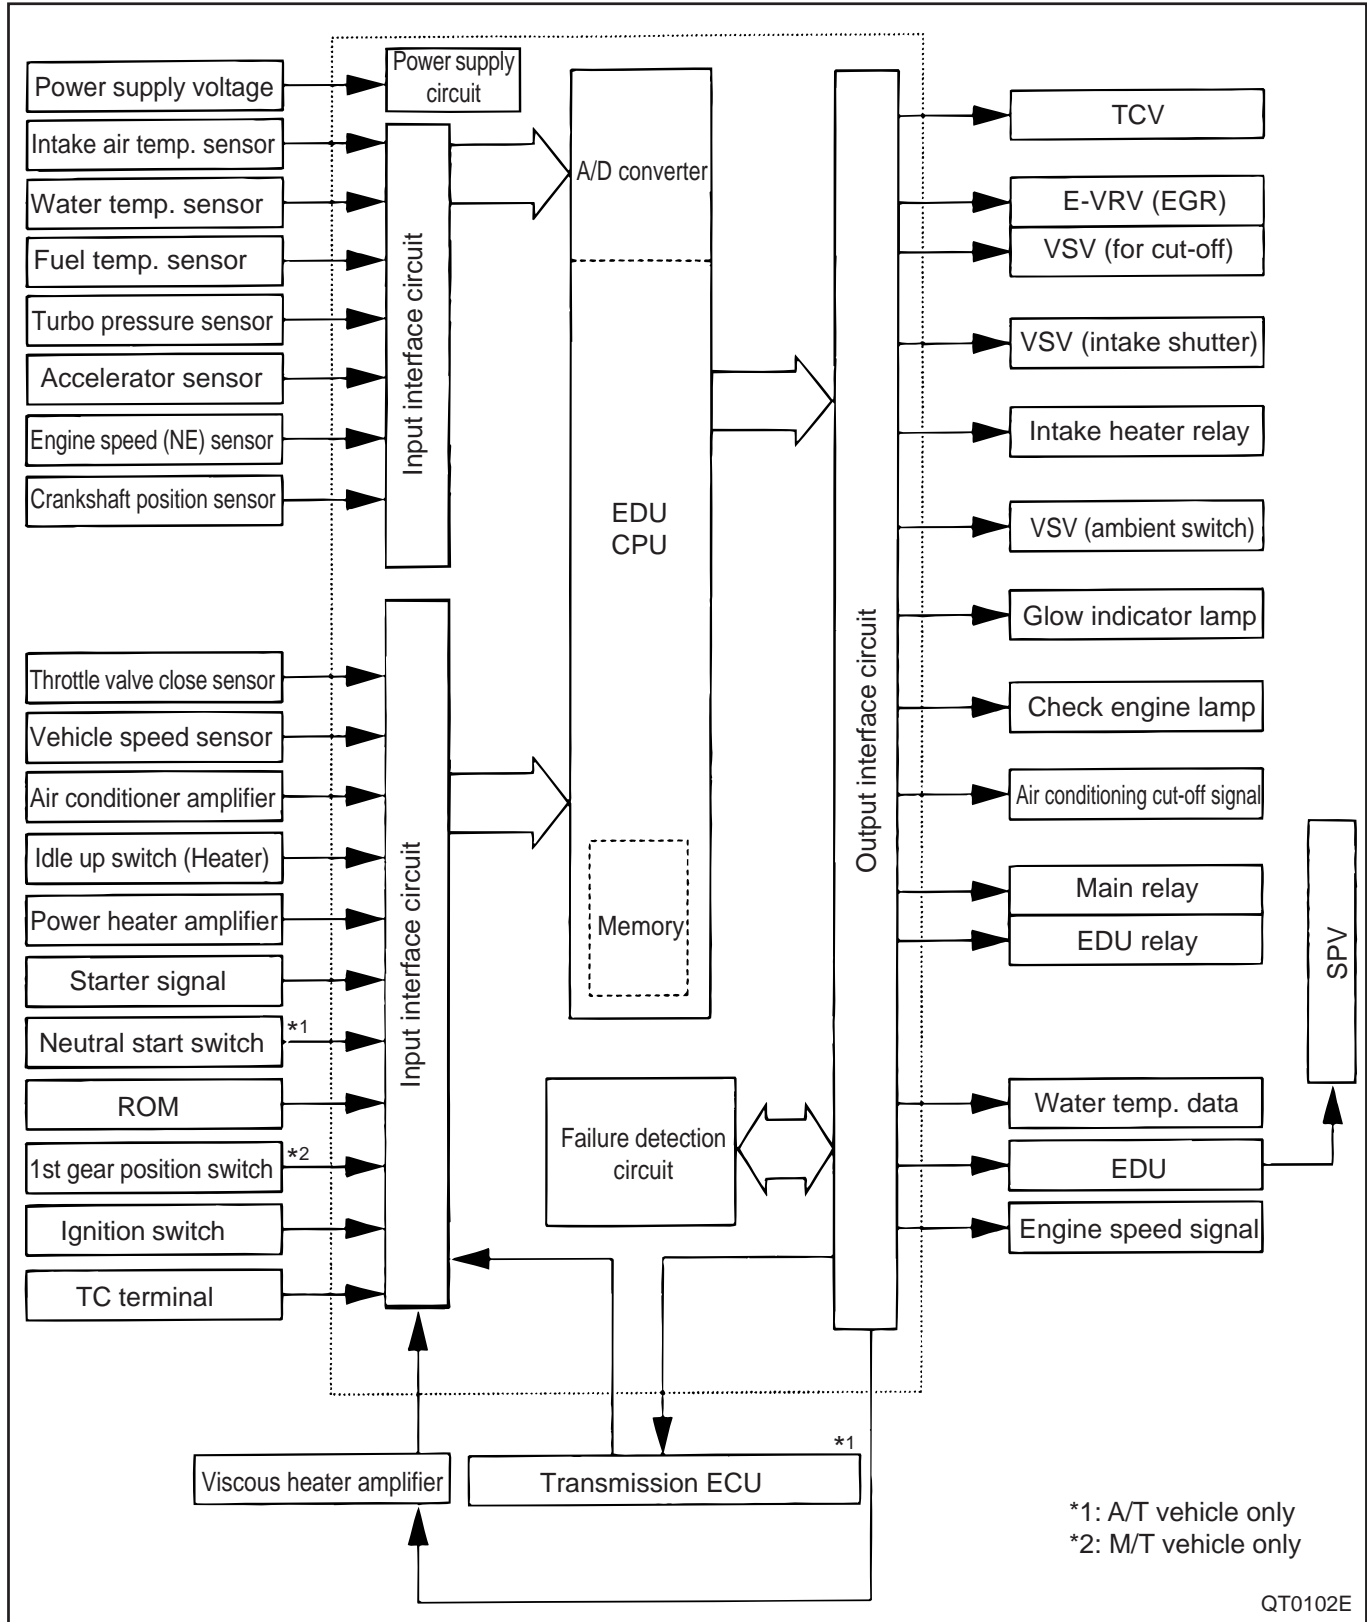 Power supply voltage
Intake air temp. sensor
Water temp. sensor
Fuel temp. sensor
Turbo pressure sensor
Accelerator sensor
Engine speed (NE) sensor
Crankshaft position sensor
Throttle valve close sensor
Vehicle speed sensor
Air conditioner amplifier
Idle up switch (Heater)
Power heater amplifier
Starter signal
Neutral start switch
*1
ROM
1st gear position switch
*2
Ignition switch
TC terminal
Power supply
circuit
Input interface circuit
Input interface circuit
A/D converter
EDU
CPU
Memory
Failure detection
circuit
Output interface circuit
TCV
E-VRV (EGR)
VSV (for cut-off)
VSV (intake shutter)
Intake heater relay
VSV (ambient switch)
Glow indicator lamp
Check engine lamp
Air conditioning cut-off signal
Main relay
EDU relay
Water temp. data
EDU
Engine speed signal
SPV
Viscous heater amplifier
Transmission ECU
*1
*1: A/T vehicle only
*2: M/T vehicle only
QT0102E